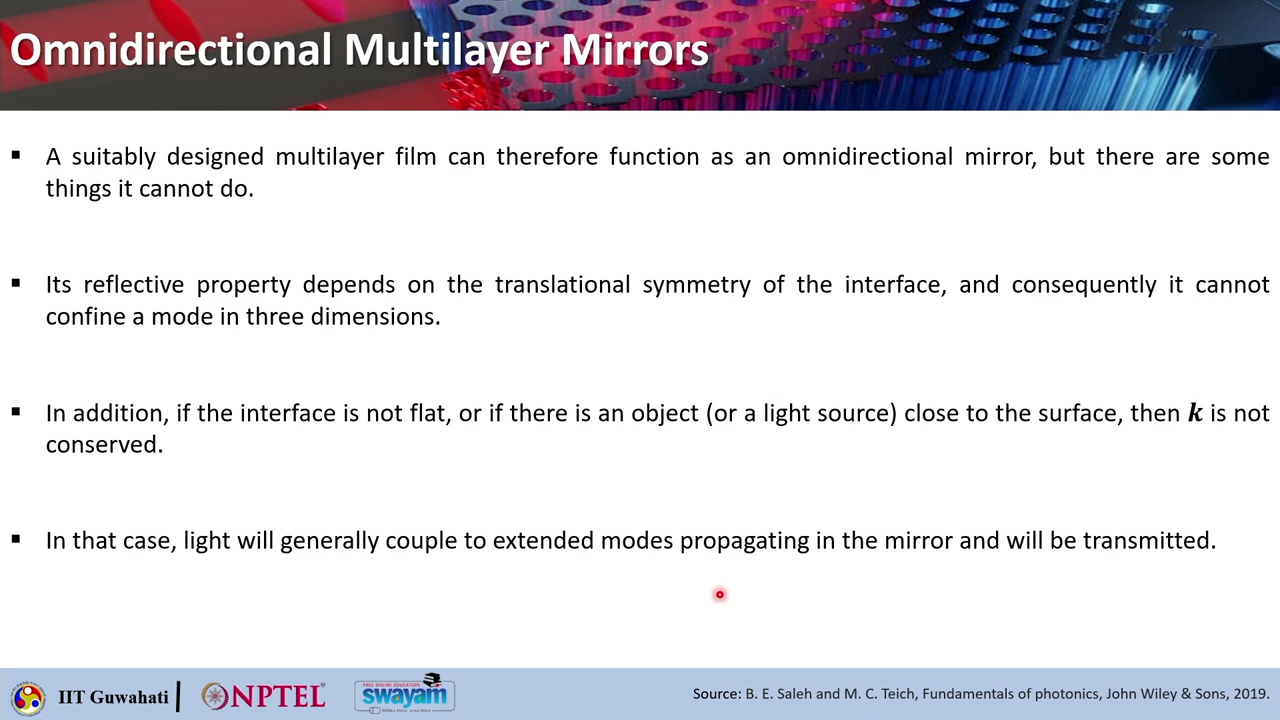 Omnidirectional Multilayer Mirrors
▪ A suitably designed multilayer film can therefore function as an omnidirectional mirror, but there are some
things it cannot do.
▪ Its reflective property depends on the translational symmetry of the interface, and consequently it cannot
confine a mode in three dimensions.
▪ In addition, if the interface is not flat, or if there is an object (or a light source) close to the surface, then k is not
conserved.
▪ In that case, light will generally couple to extended modes propagating in the mirror and will be transmitted.
IIT Guwahati
NPTEL
FREE ONLINE EDUCATION
swayam
Source: B. E. Saleh and M. C. Teich, Fundamentals of photonics, John Wiley & Sons, 2019.